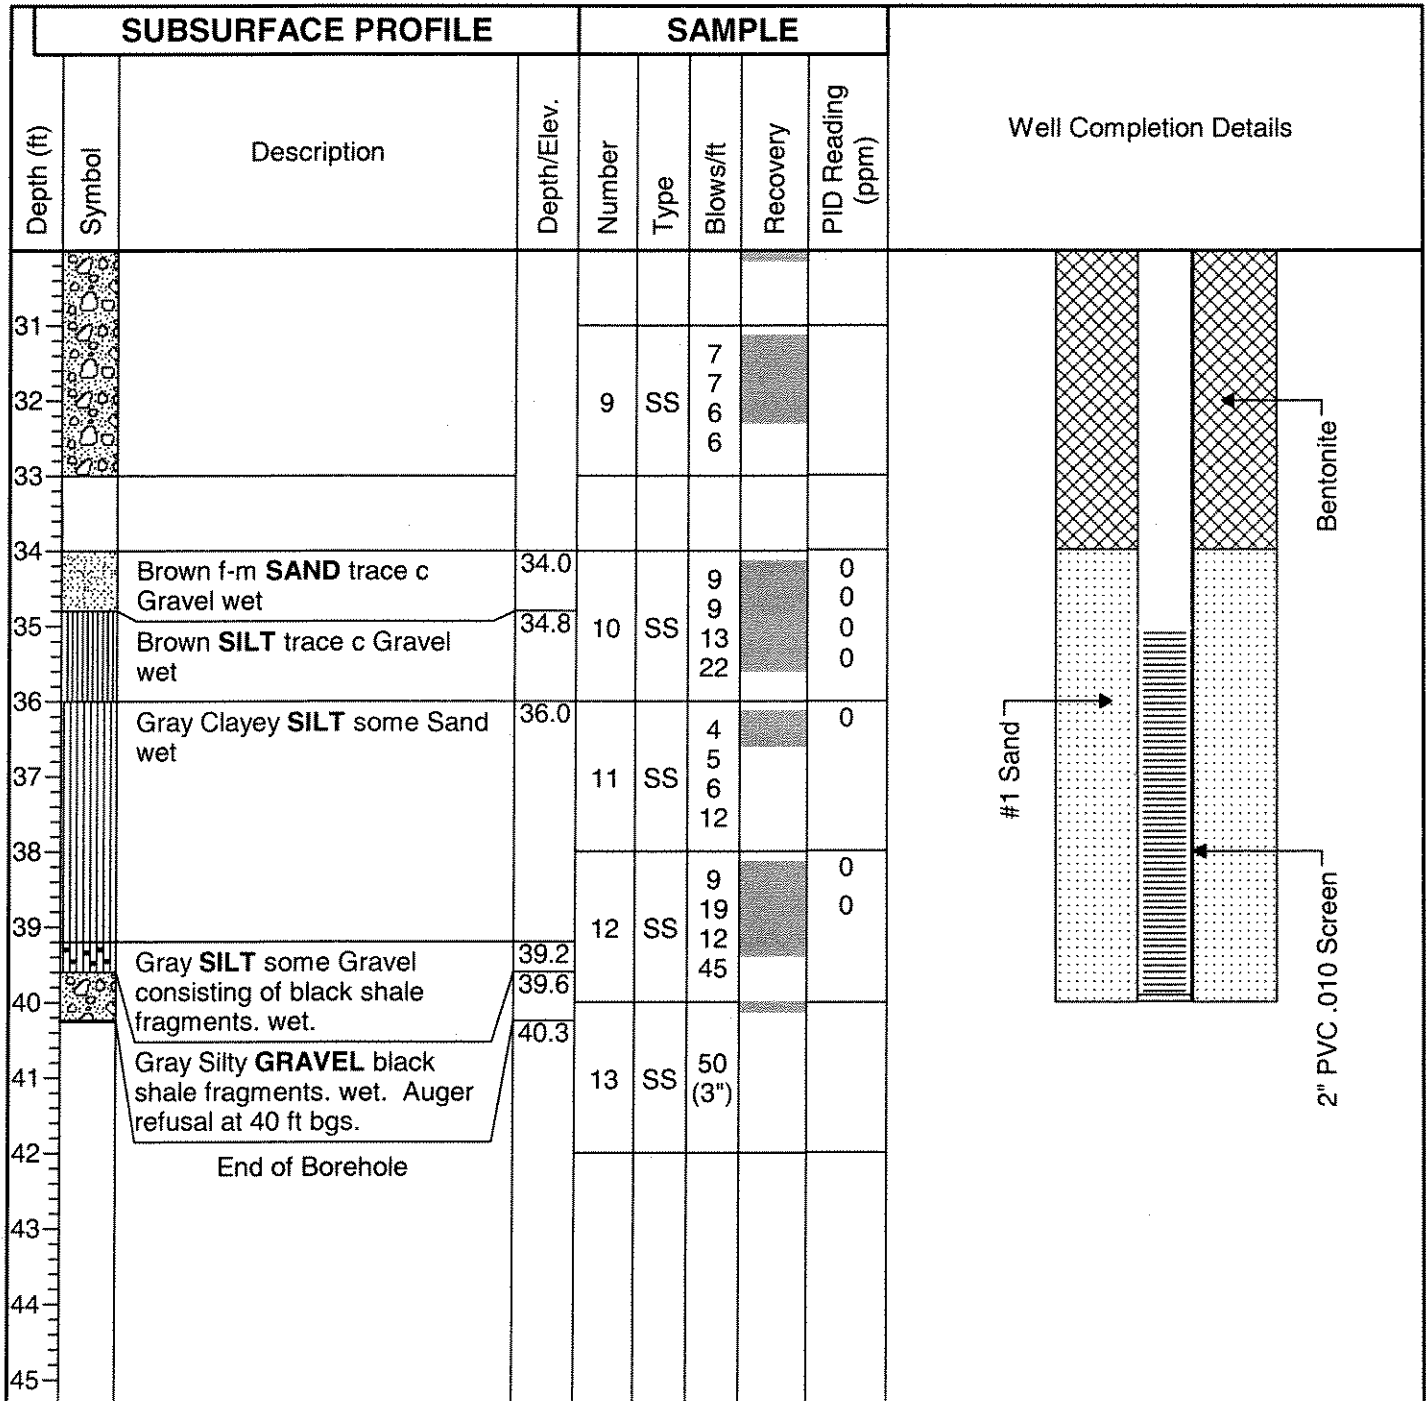 SUBSURFACE PROFILE
SAMPLE
Depth (ft)
Symbol
Description
Depth/Elev.
Number
Type
Blows/ft
Recovery
PID Reading
(ppm)
Well Completion Details
31
32
33
34
35
36
37
38
39
40
41
42
43
44
45
Brown f-m SAND trace c
Gravel wet
34.0
Brown SILT trace c Gravel
wet
34.8
Gray Clayey SILT some Sand
wet
36.0
Gray SILT some Gravel
consisting of black shale
fragments. wet.
39.2
39.6
Gray Silty GRAVEL black
shale fragments. wet. Auger
refusal at 40 ft bgs.
40.3
End of Borehole
9
SS
7
7
6
6
10
SS
9
9
13
22
0
0
0
0
11
SS
4
5
6
12
0
12
SS
9
19
12
45
0
0
13
SS
50
(3")
Bentonite
#1 Sand
2" PVC .010 Screen